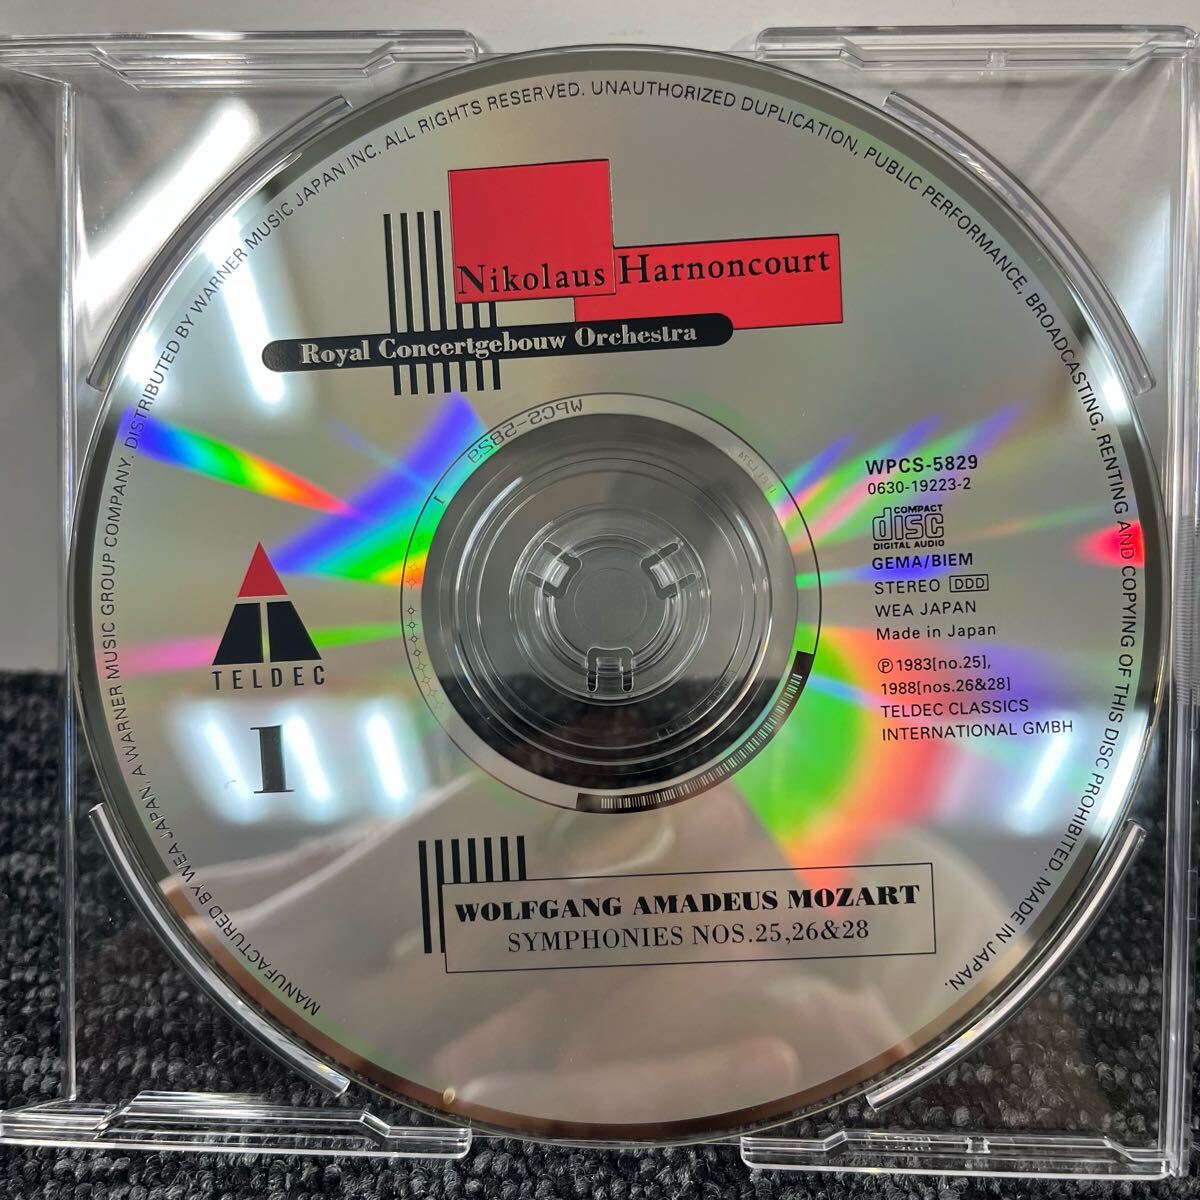 MANUFACTURED BY WEA JAPAN. A WARNER MUSIC GROUP COMPANY. DISTRIBUTED BY WARNER MUSIC JAPAN INC. ALL RIGHTS RESERVED. UNAUTHORIZED DUPLICATION, PUBLIC PERFORMANCE, BROADCASTING, RENTING AND COPYING OF THIS DISC PROHIBITED. MADE IN JAPAN.
Nikolaus Harnoncourt
Royal Concertgebouw Orchestra
WPCS-5829 1
WPCS-5829
0630-19223-2
COMPACT
disc
DIGITAL AUDIO
GEMA/BIEM
STEREO DDD
WEA JAPAN
Made in Japan
℗ 1983[no.25],
1988[nos.26&28]
TELDEC CLASSICS
INTERNATIONAL GMBH
TELDEC
1
WOLFGANG AMADEUS MOZART
SYMPHONIES NOS.25,26&28